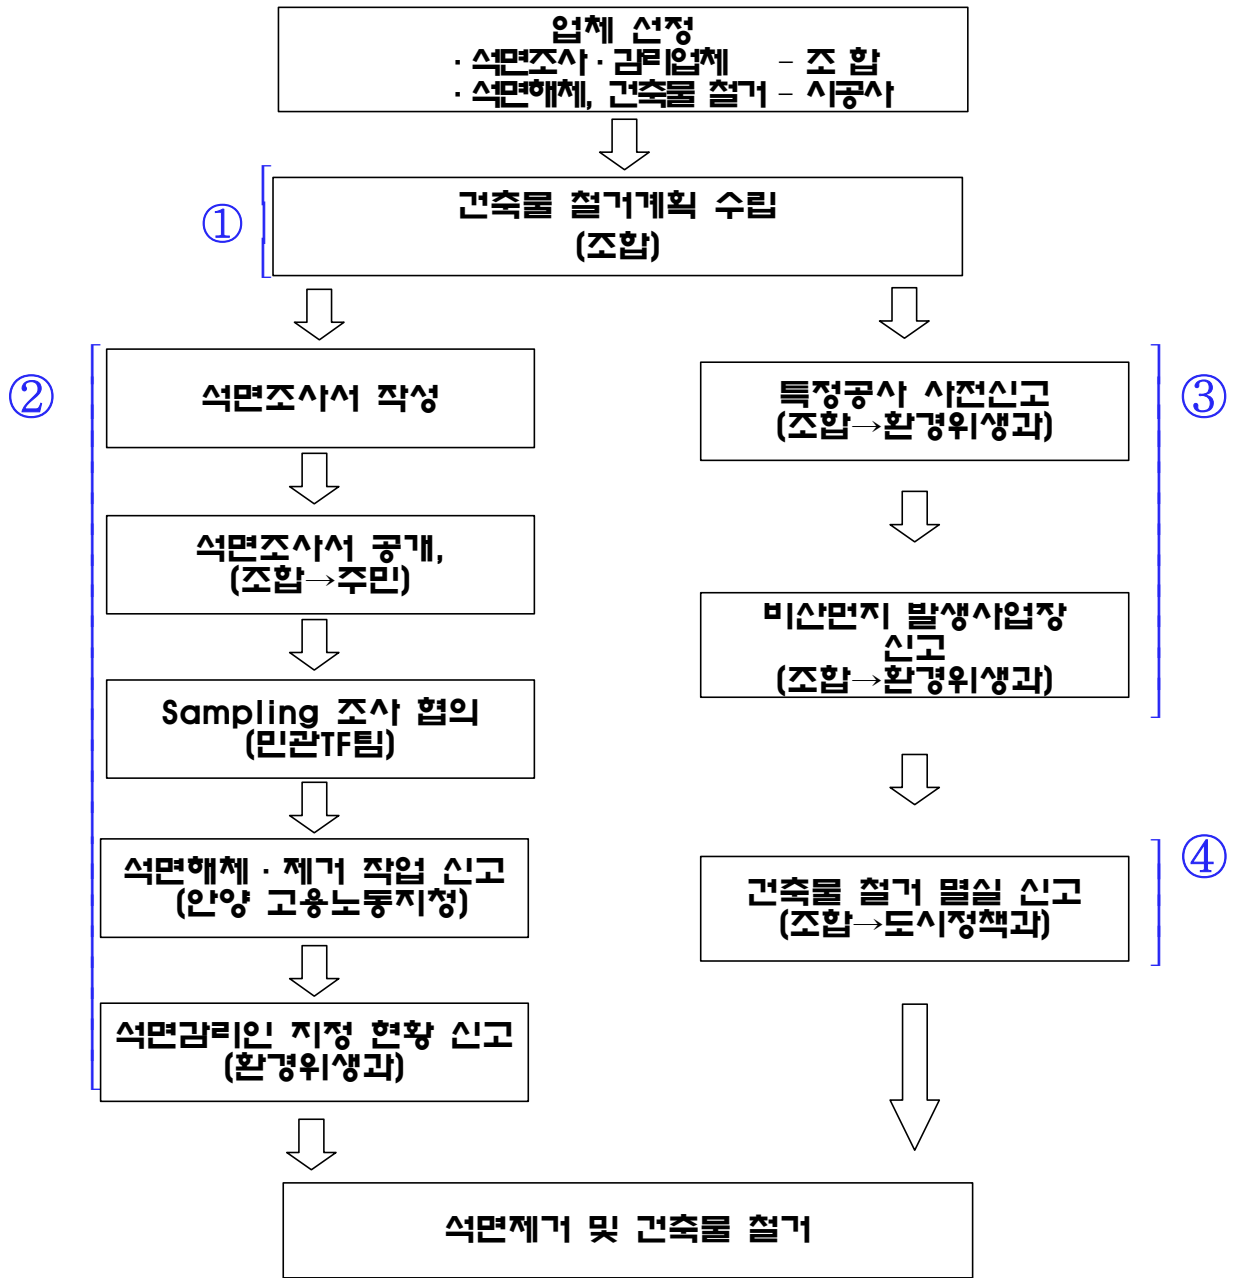 업체 선정
· 석면조사 · 감리업체 – 조 합
· 석면해체, 건축물 철거 – 시공사
①
건축물 철거계획 수립
(조합)
②
석면조사서 작성
석면조사서 공개,
(조합→주민)
Sampling 조사 협의
(민관TF팀)
석면해체 · 제거 작업 신고
(안양 고용노동지청)
석면감리인 지정 현황 신고
(환경위생과)
③
특정공사 사전신고
(조합→환경위생과)
비산먼지 발생사업장
신고
(조합→환경위생과)
④
건축물 철거 멸실 신고
(조합→도시정책과)
석면제거 및 건축물 철거